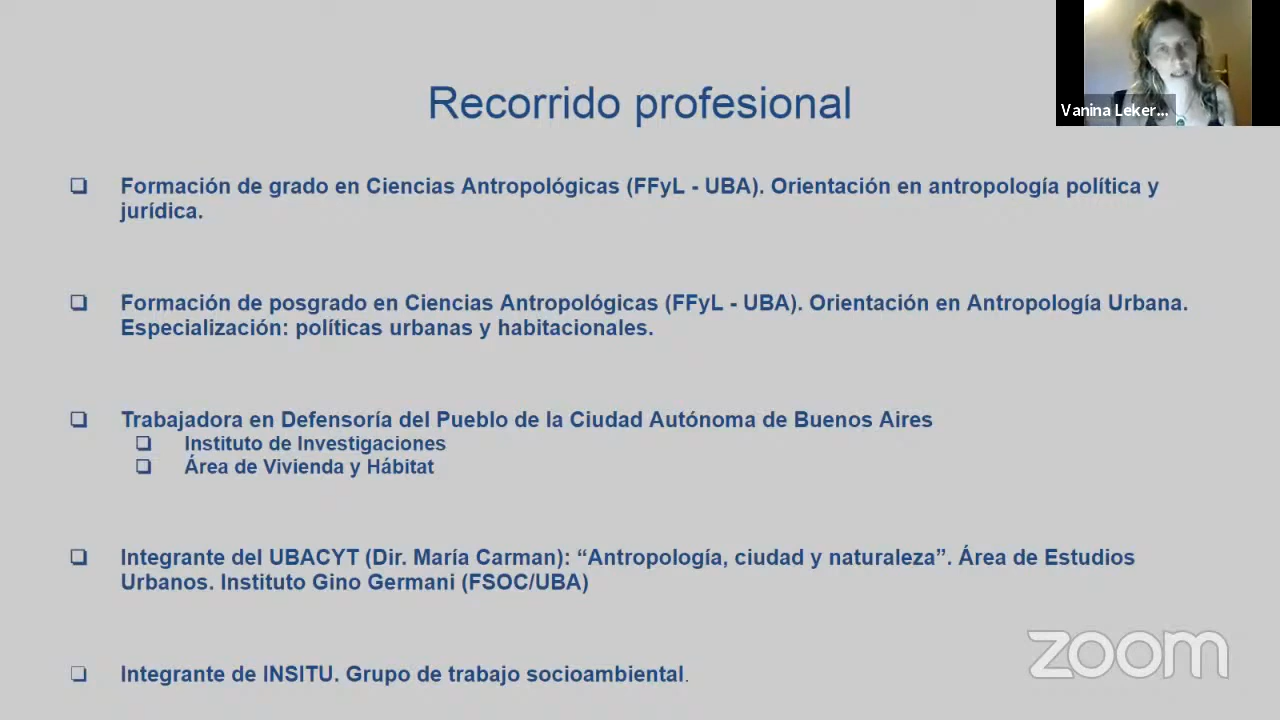 Recorrido profesional
Vanina Leker...
❏ Formación de grado en Ciencias Antropológicas (FFyL - UBA). Orientación en antropología política y
jurídica.
❏ Formación de posgrado en Ciencias Antropológicas (FFyL - UBA). Orientación en Antropología Urbana.
Especialización: políticas urbanas y habitacionales.
❏ Trabajadora en Defensoría del Pueblo de la Ciudad Autónoma de Buenos Aires
❏ Instituto de Investigaciones
❏ Área de Vivienda y Hábitat
❏ Integrante del UBACYT (Dir. María Carman): “Antropología, ciudad y naturaleza”. Área de Estudios
Urbanos. Instituto Gino Germani (FSOC/UBA)
❏ Integrante de INSITU. Grupo de trabajo socioambiental.
zoom